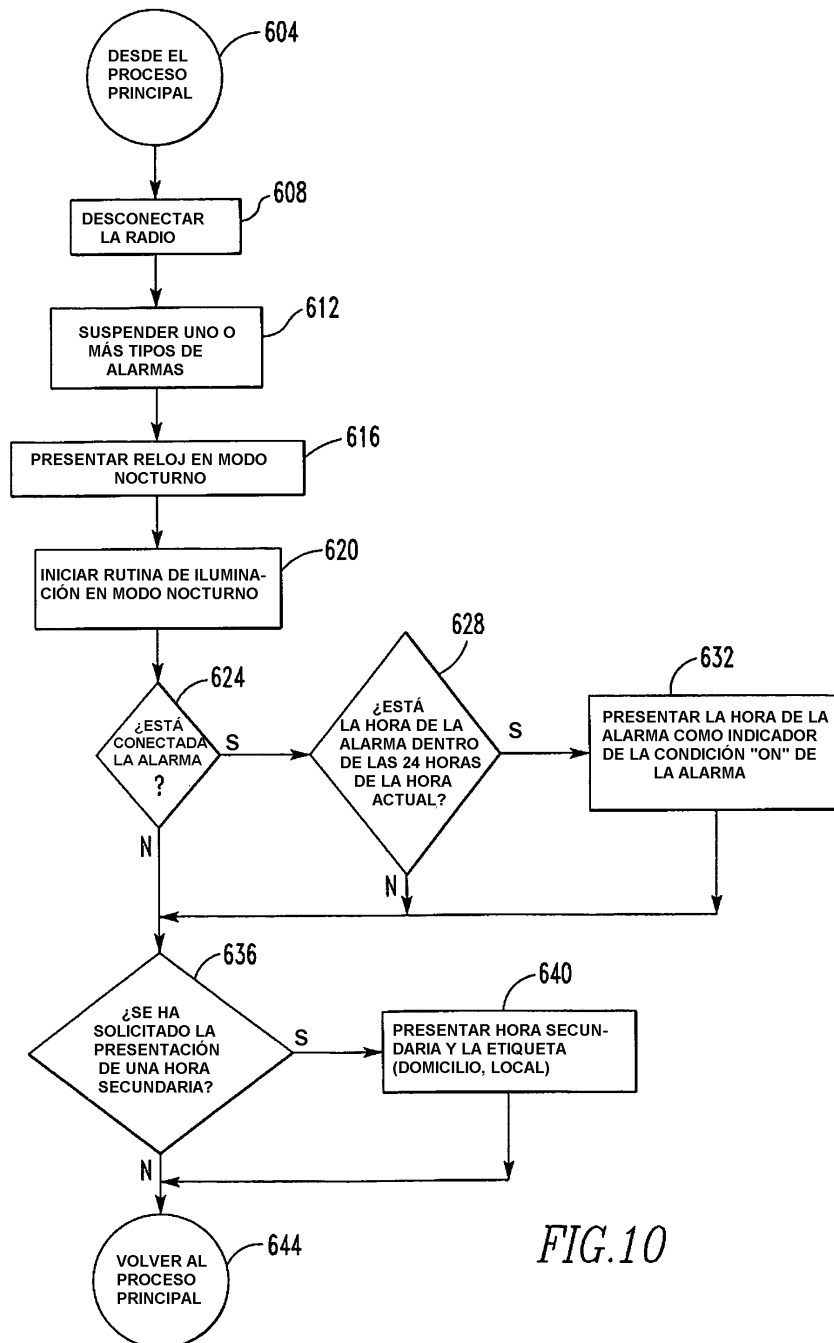 604
DESDE EL
PROCESO
PRINCIPAL
608
DESCONECTAR
LA RADIO
612
SUSPENDER UNO O
MÁS TIPOS DE
ALARMAS
616
PRESENTAR RELOJ EN MODO
NOCTURNO
620
INICIAR RUTINA DE ILUMINA-
CIÓN EN MODO NOCTURNO
624
¿ESTÁ
CONECTADA
LA ALARMA
?
S
N
628
¿ESTÁ
LA HORA DE LA
ALARMA DENTRO
DE LAS 24 HORAS
DE LA HORA
ACTUAL?
S
N
632
PRESENTAR LA HORA DE LA
ALARMA COMO INDICADOR
DE LA CONDICIÓN "ON" DE
LA ALARMA
636
¿SE HA
SOLICITADO LA
PRESENTACIÓN
DE UNA HORA
SECUNDARIA?
S
N
640
PRESENTAR HORA SECUN-
DARIA Y LA ETIQUETA
(DOMICILIO, LOCAL)
644
VOLVER AL
PROCESO
PRINCIPAL
FIG.10